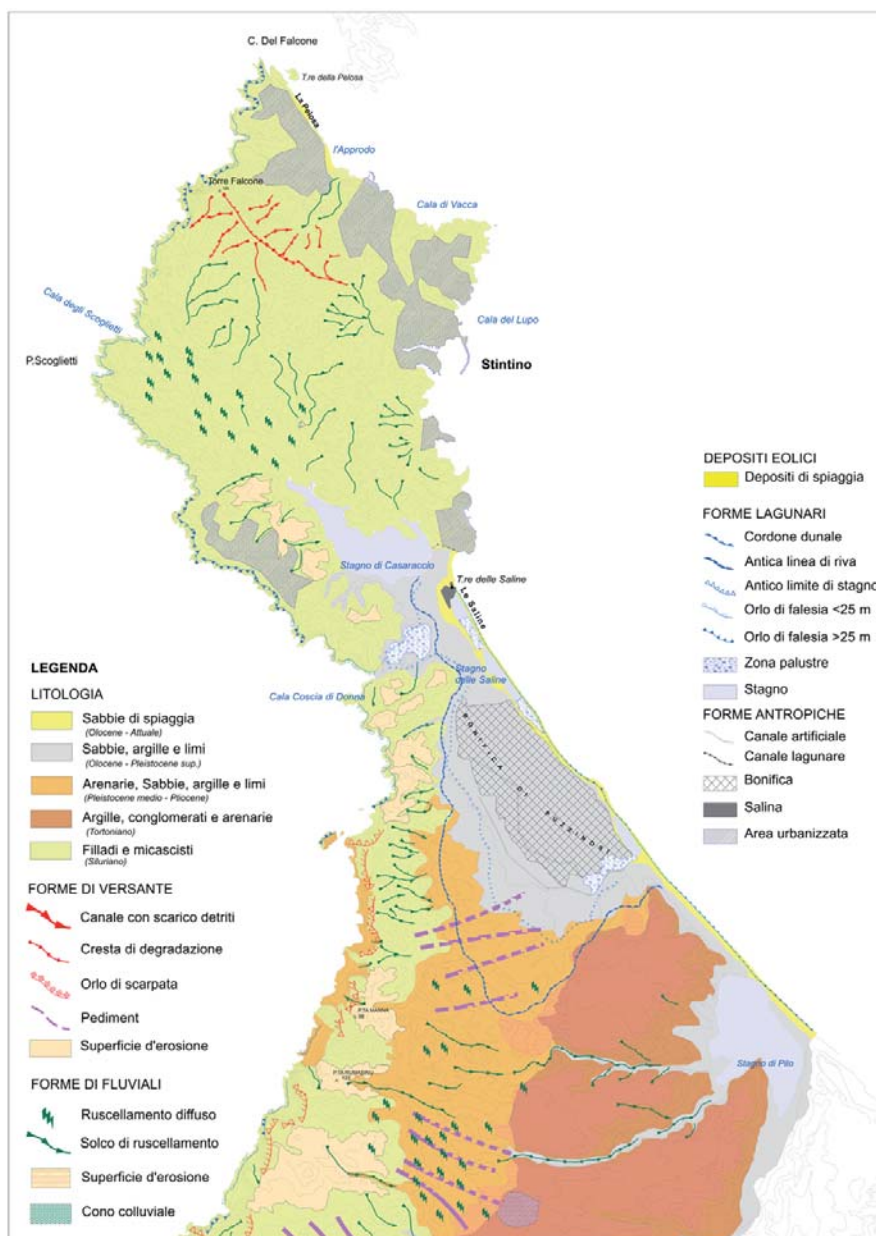 C. Del Falcone
T.re della Pelosa
La Pelosa
l'Approdo
Torre Falcone
Cala di Vacca
Cala degli Scoglietti
Cala del Lupo
P.Scoglietti
Stintino
Stagno di Casaraccio
T.re delle Saline
Le Saline
Stagno
delle Saline
Cala Coscia di Donna
BONIFICA DI PUZZINOSI
P.TA MARINA
Stagno di Pilo
DEPOSITI EOLICI
Depositi di spiaggia
FORME LAGUNARI
Cordone dunale
Antica linea di riva
Antico limite di stagno
Orlo di falesia <25 m
Orlo di falesia >25 m
Zona palustre
Stagno
FORME ANTROPICHE
Canale artificiale
Canale lagunare
Bonifica
Salina
Area urbanizzata
LEGENDA
LITOLOGIA
Sabbie di spiaggia
(Olocene - Attuale)
Sabbie, argille e limi
(Olocene - Pleistocene sup.)
Arenarie, Sabbie, argille e limi
(Pleistocene medio - Pliocene)
Argille, conglomerati e arenarie
(Tortoniano)
Filladi e micascisti
(Siluriano)
FORME DI VERSANTE
Canale con scarico detriti
Cresta di degradazione
Orlo di scarpata
Pediment
Superficie d'erosione
FORME DI FLUVIALI
Ruscellamento diffuso
Solco di ruscellamento
Superficie d'erosione
Cono colluviale